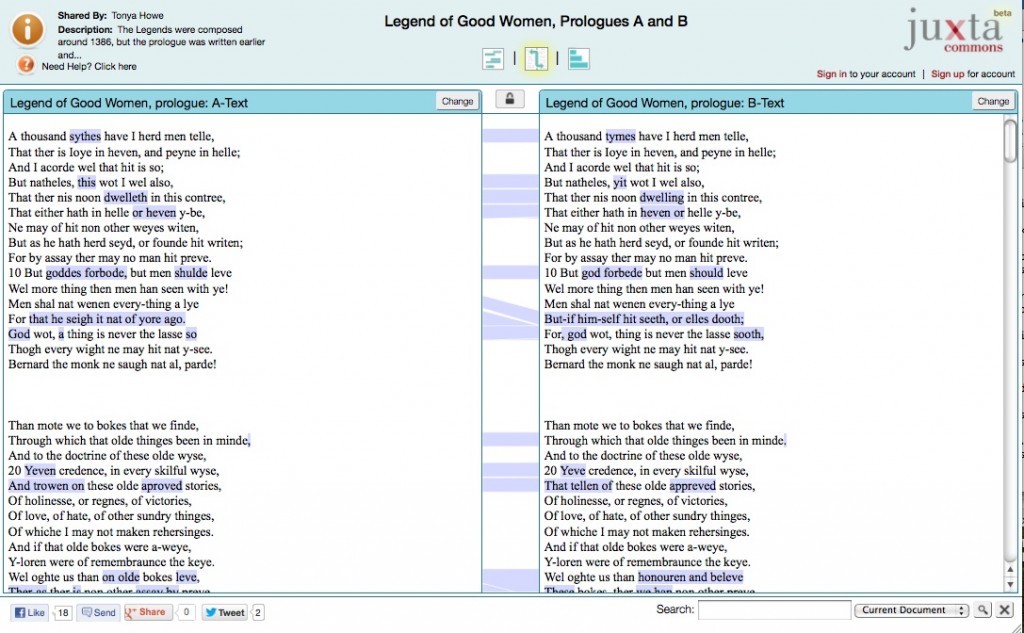 Shared By: Tonya Howe
Description: The Legends were composed
around 1386, but the prologue was written earlier
and...
Need Help? Click here
Legend of Good Women, Prologues A and B
juxta beta
commons
Sign in to your account | Sign up for account
Legend of Good Women, prologue: A-Text
Change
A thousand sythes have I herd men telle,
That ther is Ioye in heven, and peyne in helle;
And I acorde wel that hit is so;
But natheles, this wot I wel also,
That ther nis noon dwelleth in this contree,
That either hath in helle or heven y-be,
Ne may of hit non other weyes witen,
But as he hath herd seyd, or founde hit writen;
For by assay ther may no man hit preve.
10 But goddes forbode, but men shulde leve
Wel more thing then men han seen with ye!
Men shal nat wenen every-thing a lye
For that he seigh it nat of yore ago.
God wot, a thing is never the lasse so
Thogh every wight ne may hit nat y-see.
Bernard the monk ne saugh nat al, parde!
Than mote we to bokes that we finde,
Through which that olde thinges been in minde,
And to the doctrine of these olde wyse,
20 Yeven credence, in every skilful wyse,
And trowen on these olde aproved stories,
Of holinesse, or regnes, of victories,
Of love, of hate, of other sundry thinges,
Of whiche I may not maken rehersinges.
And if that olde bokes were a-weye,
Y-loren were of remembraunce the keye.
Wel oghte us than on olde bokes leve,
Ther-as ther is non other assay by preve
Legend of Good Women, prologue: B-Text
Change
A thousand tymes have I herd men telle,
That ther is Ioye in heven, and peyne in helle;
And I acorde wel that hit is so;
But natheles, yit wot I wel also,
That ther nis noon dwelling in this contree,
That either hath in heven or helle y-be,
Ne may of hit non other weyes witen,
But as he hath herd seyd, or founde hit writen;
For by assay ther may no man hit preve.
10 But god forbede but men should leve
Wel more thing then men han seen with ye!
Men shal nat wenen every-thing a lye
But-if him-self hit seeth, or elles dooth;
For, god wot, thing is never the lasse sooth,
Thogh every wight ne may hit nat y-see.
Bernard the monk ne saugh nat al, parde!
Than mote we to bokes that we finde,
Through which that olde thinges been in minde.
And to the doctrine of these olde wyse,
20 Yeve credence, in every skilful wyse,
That tellen of these olde appreved stories,
Of holinesse, or regnes, of victories,
Of love, of hate, of other sundry thinges,
Of whiche I may not maken rehersinges.
And if that olde bokes were a-weye,
Y-loren were of remembraunce the keye.
Wel oghte us than honouren and beleve
These bokes, ther we han non other preve
Like 18 Send Share 0 Tweet 2
Search: Current Document